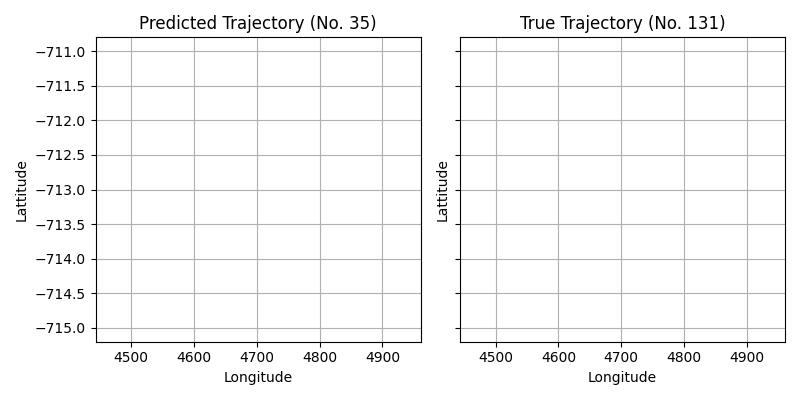 Predicted Trajectory (No. 35)
True Trajectory (No. 131)
−711.0
−711.5
−712.0
−712.5
−713.0
−713.5
−714.0
−714.5
−715.0
Lattitude
Lattitude
4500 4600 4700 4800 4900
4500 4600 4700 4800 4900
Longitude
Longitude